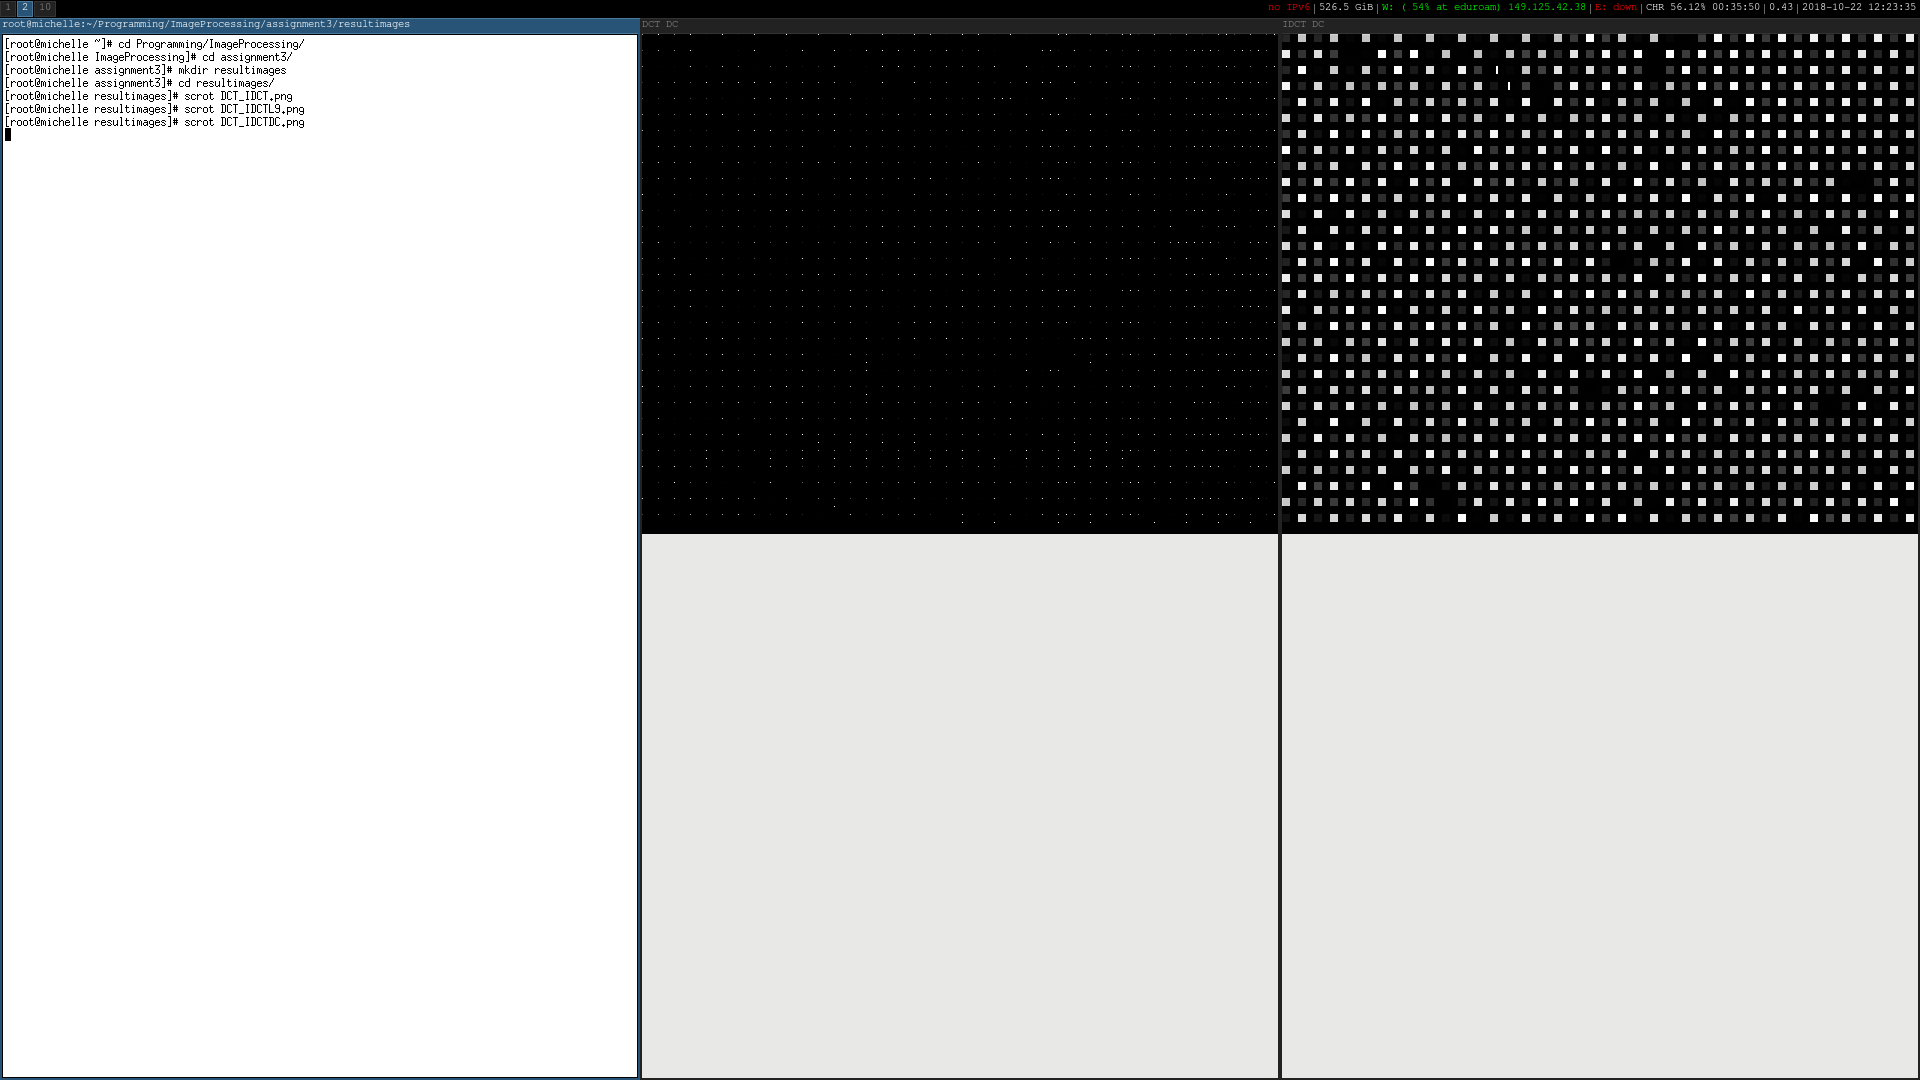 1 2 10
no IPv6|526.5 GiB|W: ( 54% at eduroam) 149.125.42.38|E: down|CHR 56.12% 00:35:50|0.43|2018-10-22 12:23:35
root@michelle:~/Programming/ImageProcessing/assignment3/resultimages
DCT DC
IDCT DC
[root@michelle ~]# cd Programming/ImageProcessing/
[root@michelle ImageProcessing]# cd assignment3/
[root@michelle assignment3]# mkdir resultimages
[root@michelle assignment3]# cd resultimages/
[root@michelle resultimages]# scrot DCT_IDCT.png
[root@michelle resultimages]# scrot DCT_IDCTL9.png
[root@michelle resultimages]# scrot DCT_IDCTDC.png